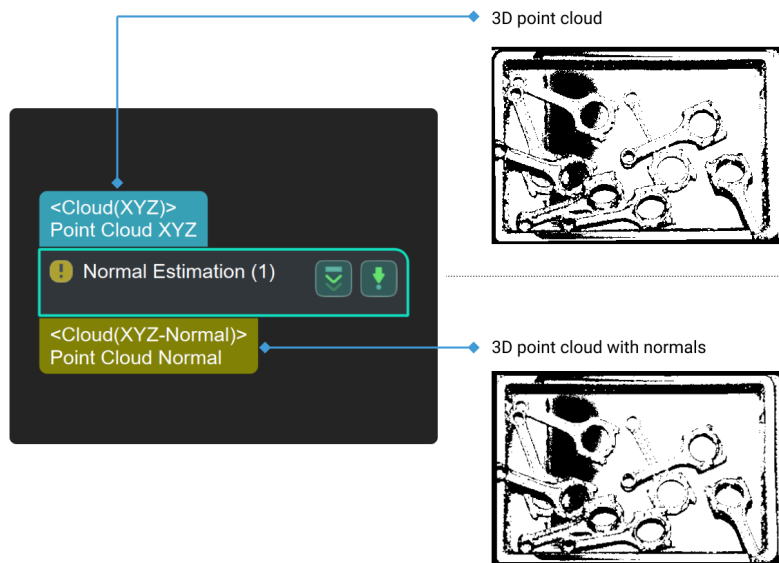 3D point cloud
<Cloud(XYZ)>
Point Cloud XYZ
Normal Estimation (1)
<Cloud(XYZ-Normal)>
Point Cloud Normal
3D point cloud with normals